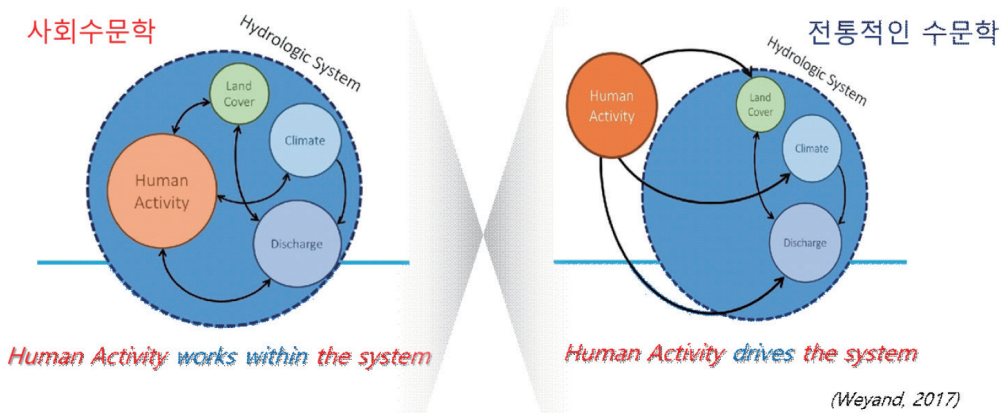 사회수문학
Hydrologic System
Land
Cover
Climate
Human
Activity
Discharge
Human Activity works within the system
전통적인 수문학
Hydrologic System
Human
Activity
Land
Cover
Climate
Discharge
Human Activity drives the system
(Weyand, 2017)